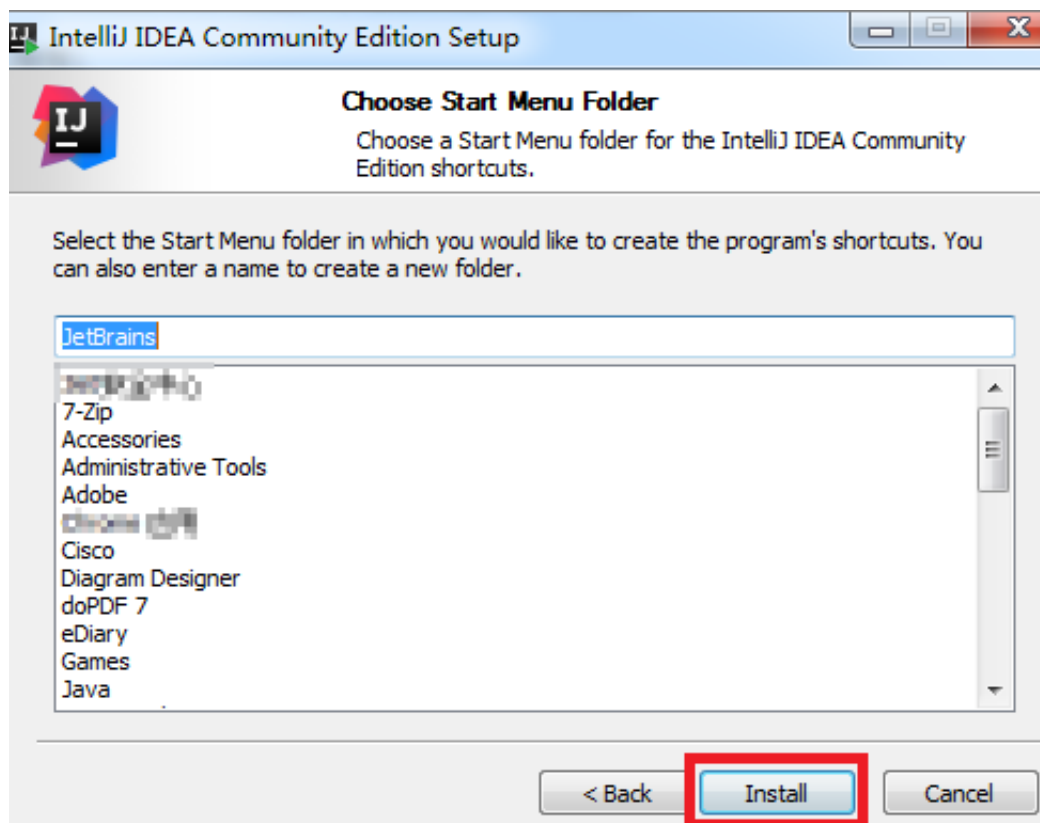 IntelliJ IDEA Community Edition Setup
IJ
Choose Start Menu Folder
Choose a Start Menu folder for the IntelliJ IDEA Community
Edition shortcuts.
Select the Start Menu folder in which you would like to create the program's shortcuts. You
can also enter a name to create a new folder.
JetBrains
7-Zip
Accessories
Administrative Tools
Adobe
Cisco
Diagram Designer
doPDF 7
eDiary
Games
Java
< Back
Install
Cancel